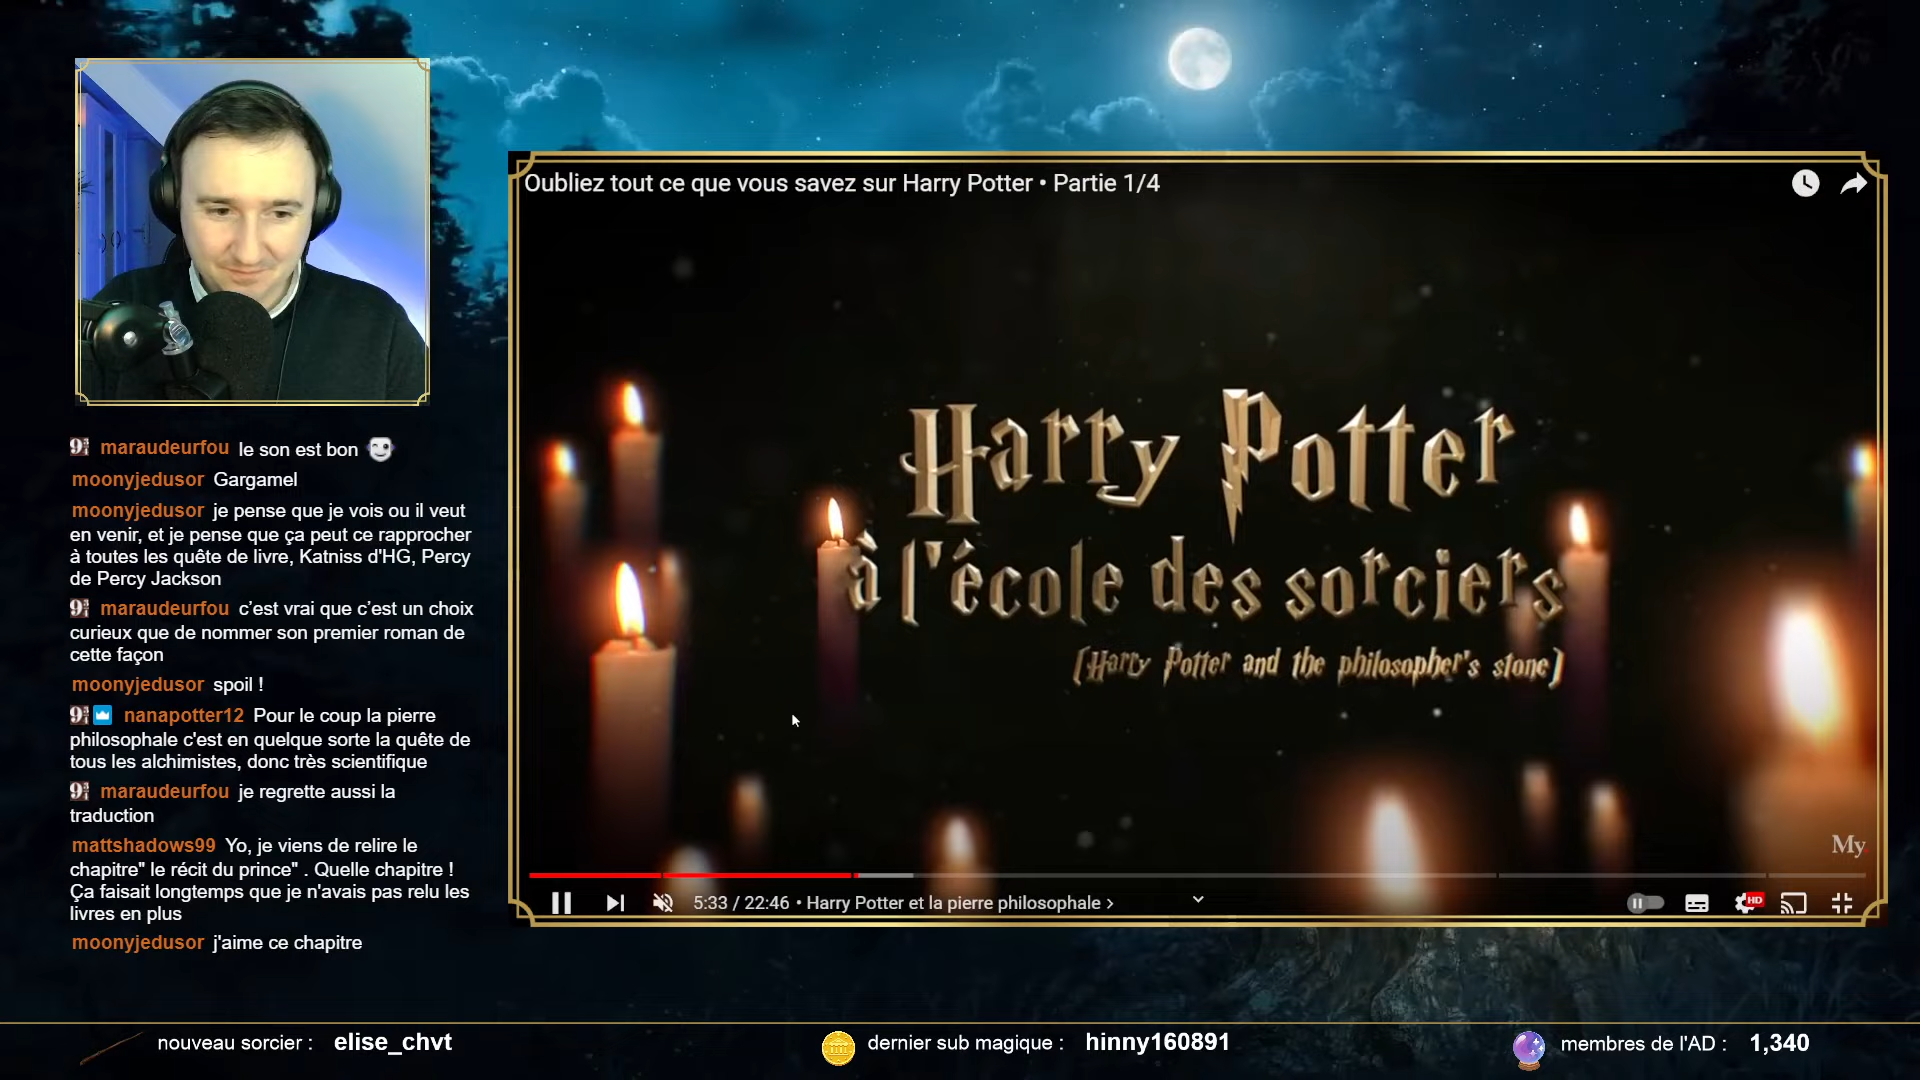 Oubliez tout ce que vous savez sur Harry Potter • Partie 1/4
Harry Potter
à l'école des sorciers
[Harry Potter and the philosopher's stone]
My.
5:33 / 22:46 • Harry Potter et la pierre philosophale ›
HD
maraudeurfou le son est bon
moonyjedusor Gargamel
moonyjedusor je pense que je vois ou il veut
en venir, et je pense que ça peut ce rapprocher
à toutes les quête de livre, Katniss d'HG, Percy
de Percy Jackson
maraudeurfou c’est vrai que c’est un choix
curieux que de nommer son premier roman de
cette façon
moonyjedusor spoil !
nanapotter12 Pour le coup la pierre
philosophale c'est en quelque sorte la quête de
tous les alchimistes, donc très scientifique
maraudeurfou je regrette aussi la
traduction
mattshadows99 Yo, je viens de relire le
chapitre" le récit du prince" . Quelle chapitre !
Ça faisait longtemps que je n'avais pas relu les
livres en plus
moonyjedusor j'aime ce chapitre
nouveau sorcier : elise_chvt
dernier sub magique : hinny160891
membres de l'AD : 1,340